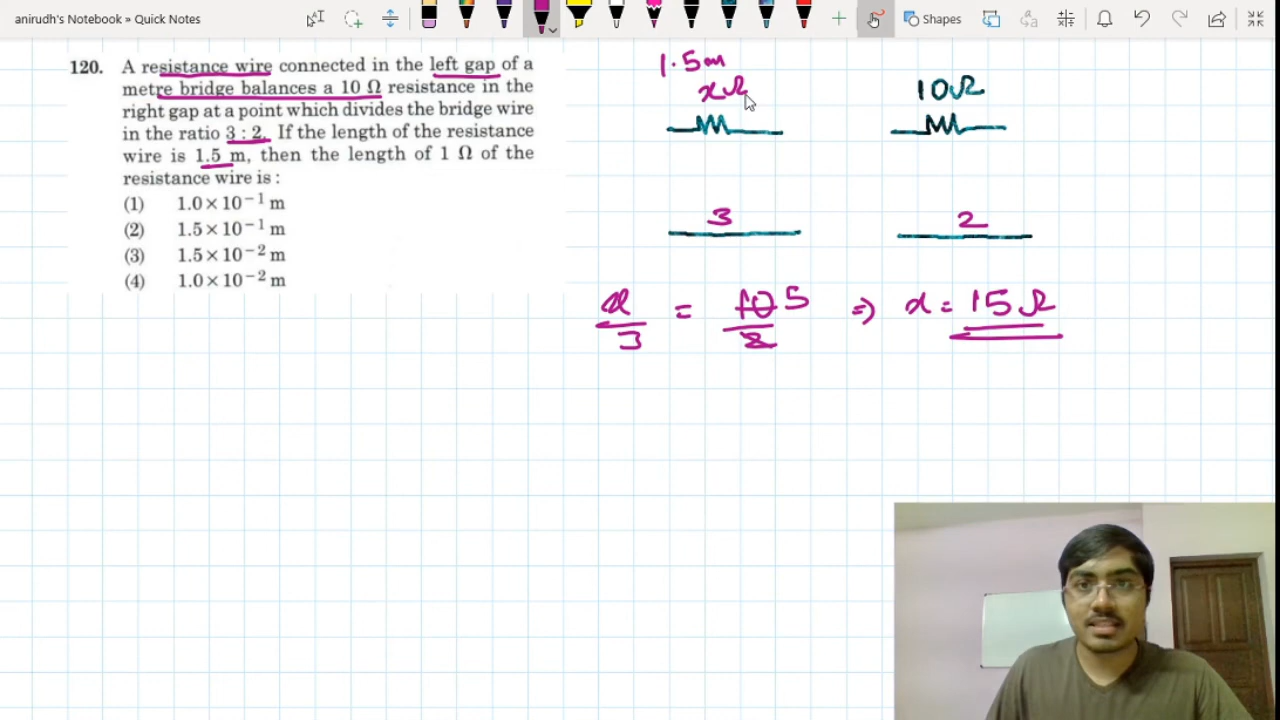 anirudh's Notebook » Quick Notes
Shapes
120. A resistance wire connected in the left gap of a
metre bridge balances a 10 Ω resistance in the
right gap at a point which divides the bridge wire
in the ratio 3 : 2. If the length of the resistance
wire is 1.5 m, then the length of 1 Ω of the
resistance wire is :
(1) 1.0 × 10⁻¹ m
(2) 1.5 × 10⁻¹ m
(3) 1.5 × 10⁻² m
(4) 1.0 × 10⁻² m
1.5m
xΩ
10Ω
3
2
x/3 = 10/2 5 ⇒ x = 15Ω